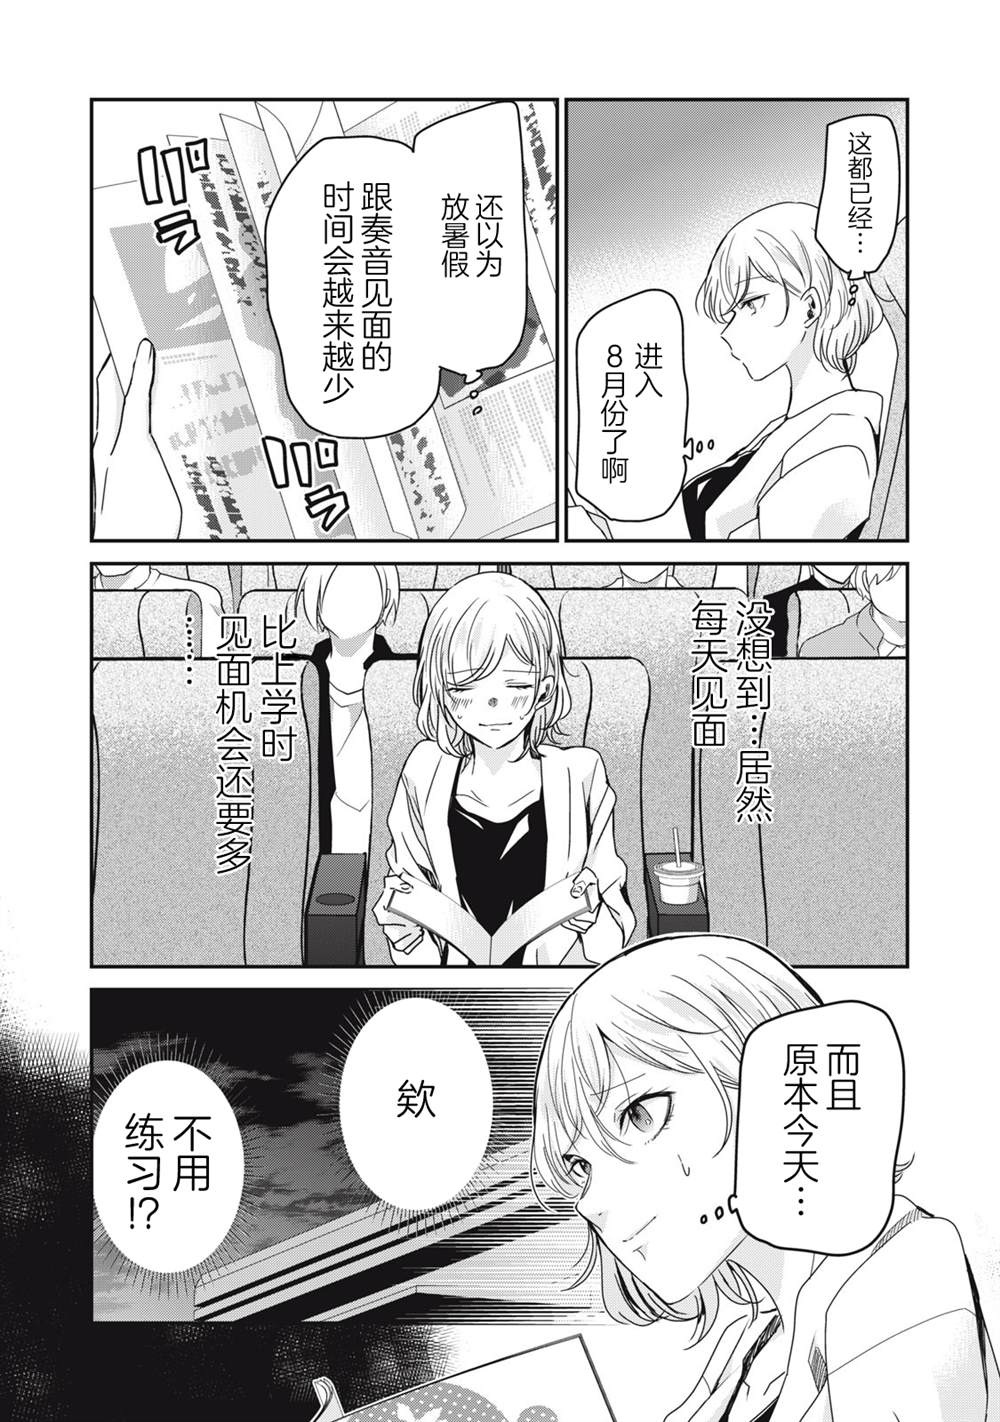 这都已经…
进入
8月份了啊
还以为
放暑假
跟奏音见面的
时间会越来越少
没想到…居然
每天见面
比上学时
见面机会还要多
………
而且
原本今天…
欸
不用
练习!?